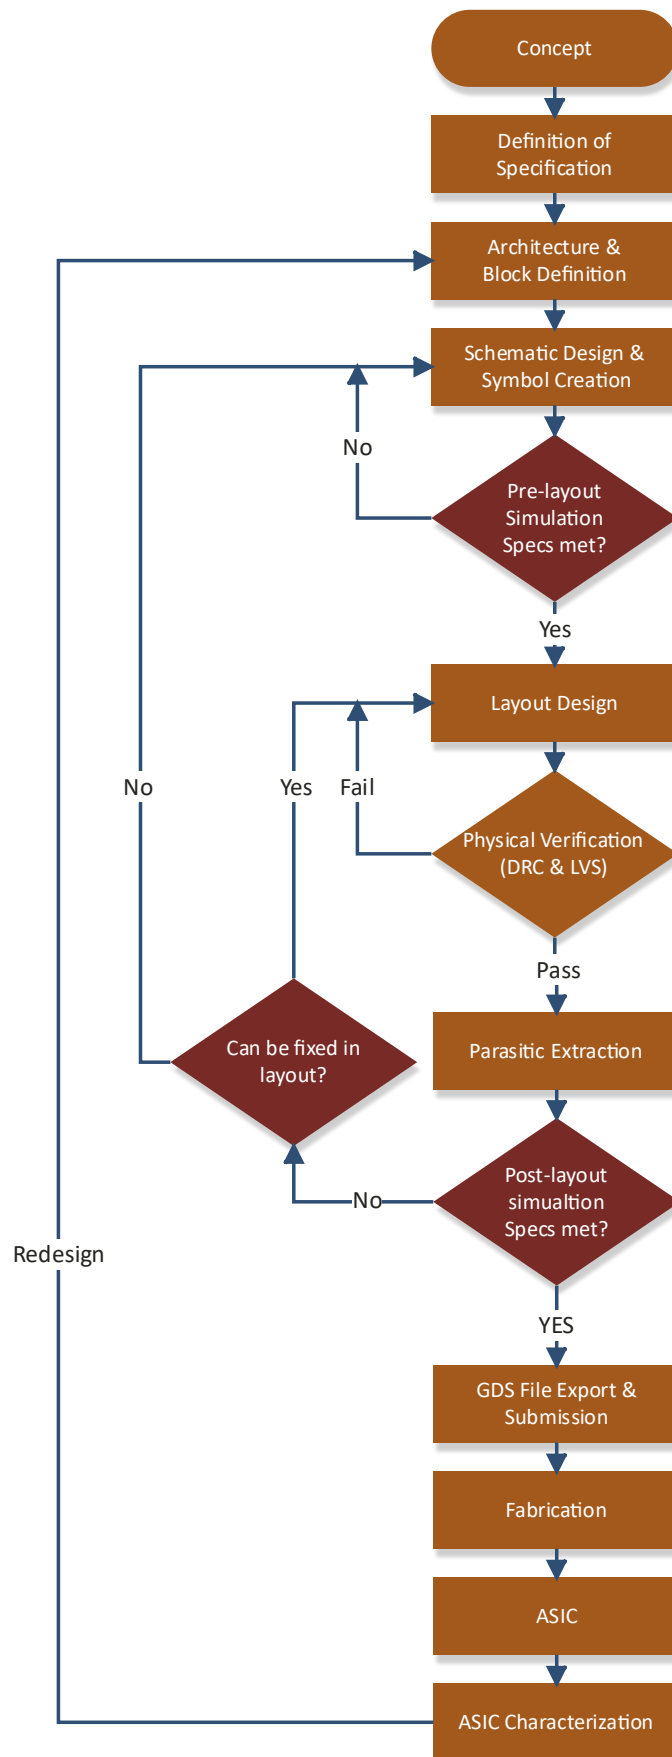 Concept
Definition of
Specification
Architecture &
Block Definition
Schematic Design &
Symbol Creation
No
Pre-layout
Simulation
Specs met?
Yes
Layout Design
No
Yes
Fail
Physical Verification
(DRC & LVS)
Pass
Can be fixed in
layout?
Parasitic Extraction
Post-layout
simualtion
Specs met?
No
Redesign
YES
GDS File Export &
Submission
Fabrication
ASIC
ASIC Characterization